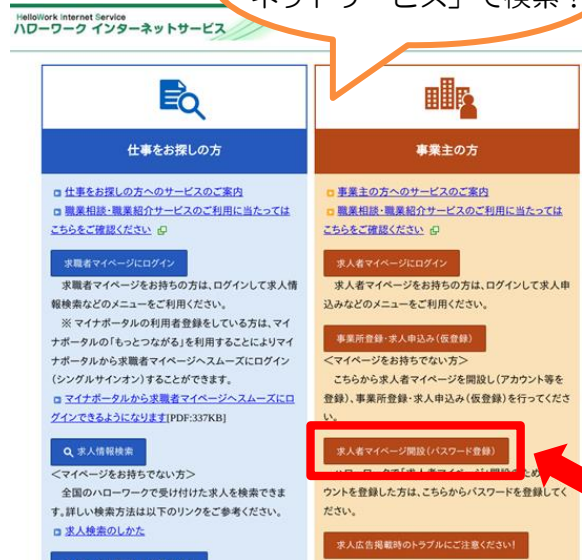 ネットサービス」で検索！
HelloWork Internet Service
ハローワーク インターネットサービス
仕事をお探しの方
仕事をお探しの方へのサービスのご案内
職業相談・職業紹介サービスのご利用に当たっては
こちらをご確認ください
求職者マイページにログイン
求職者マイページをお持ちの方は、ログインして求人情
報検索などのメニューをご利用ください。
※ マイナポータルの利用者登録をしている方は、マイ
ナポータルの「もっとつながる」を利用することによりマイ
ナポータルから求職者マイページへスムーズにログイン
(シングルサインオン)することができます。
マイナポータルから求職者マイページへスムーズにロ
グインできるようになります[PDF:337KB]
求人情報検索
<マイページをお持ちでない方>
全国のハローワークで受け付けた求人を検索できま
す。詳しい検索方法は以下のリンクをご参考ください。
求人検索のしかた
事業主の方
事業主の方へのサービスのご案内
職業相談・職業紹介サービスのご利用に当たっては
こちらをご確認ください
求人者マイページにログイン
求人者マイページをお持ちの方は、ログインして求人申
込みなどのメニューをご利用ください。
事業所登録・求人申込み(仮登録)
<マイページをお持ちでない方>
こちらから求人者マイページを開設し(アカウント等を
登録)、事業所登録・求人申込み(仮登録)を行ってくださ
い。
求人者マイページ開設(パスワード登録)
ウントを登録した方は、こちらからパスワードを登録してく
ださい。
求人広告掲載時のトラブルにご注意ください!